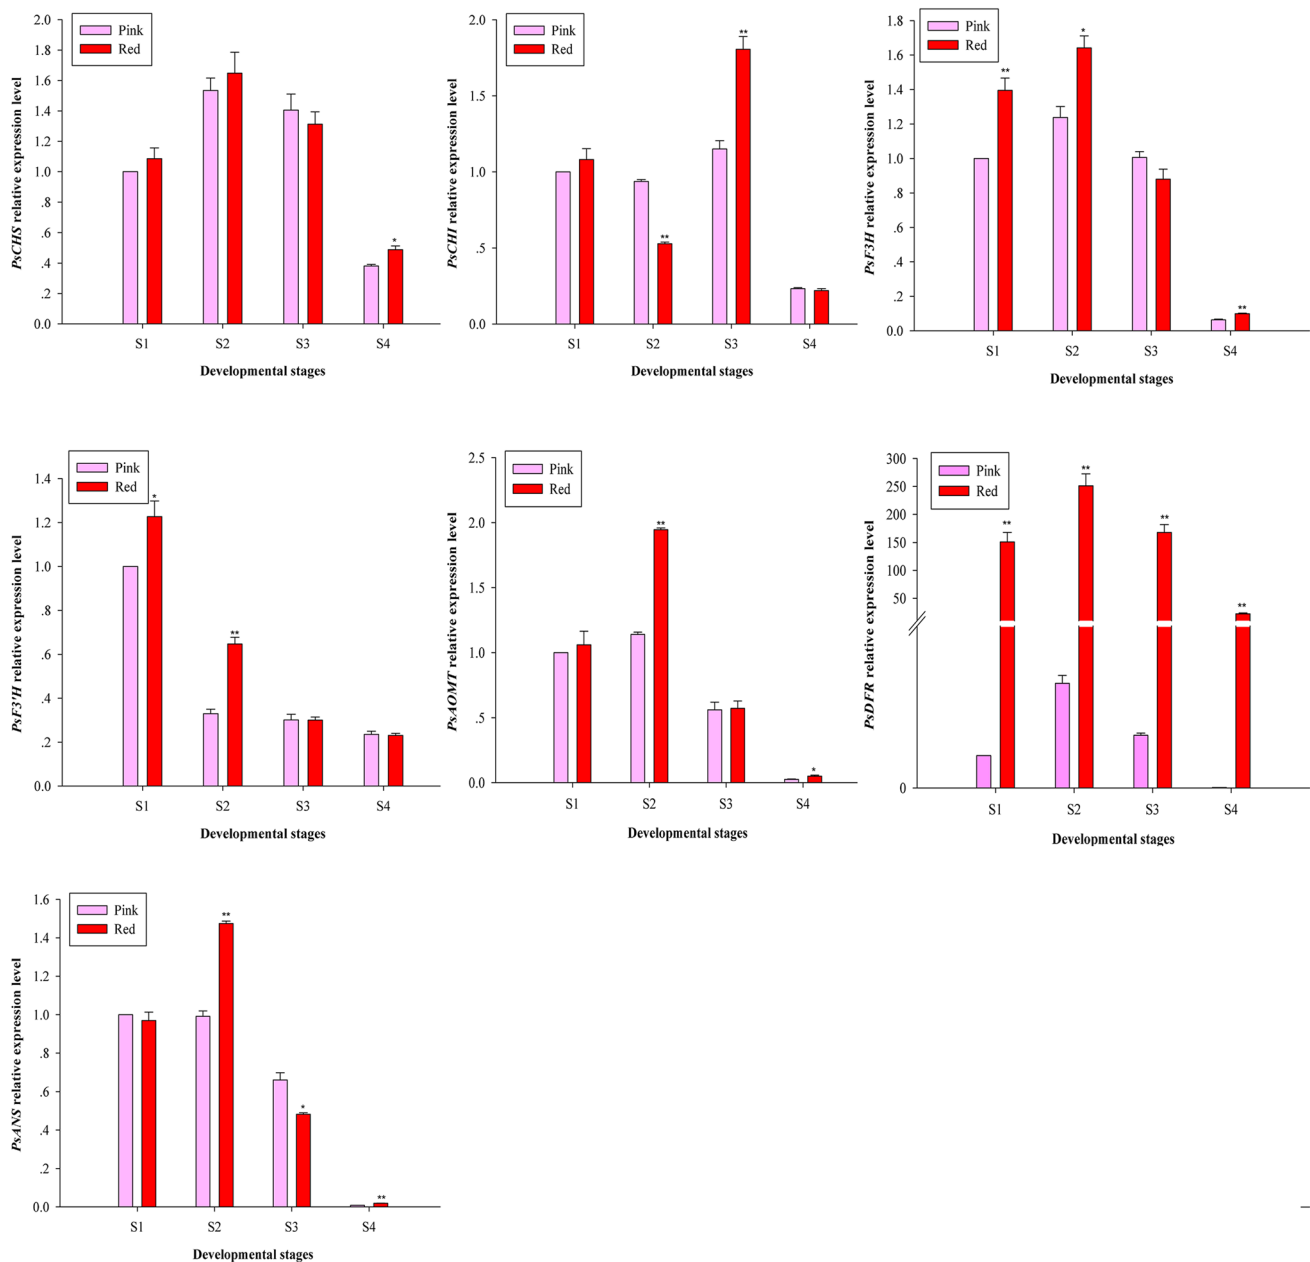 PsCHS relative expression level
2.0
1.8
1.6
1.4
1.2
1.0
.8
.6
.4
.2
0.0
Pink
Red
*
S1 S2 S3 S4
Developmental stages
PsCHI relative expression level
2.0
1.5
1.0
.5
0.0
Pink
Red
**
**
S1 S2 S3 S4
Developmental stages
PsF3H relative expression level
1.8
1.6
1.4
1.2
1.0
.8
.6
.4
.2
0.0
Pink
Red
**
*
**
S1 S2 S3 S4
Developmental stages
PsF3'H relative expression level
1.4
1.2
1.0
.8
.6
.4
.2
0.0
Pink
Red
*
**
S1 S2 S3 S4
Developmental stages
PsAOMT relative expression level
2.5
2.0
1.5
1.0
.5
0.0
Pink
Red
**
*
S1 S2 S3 S4
Developmental stages
PsDFR relative expression level
300
250
200
150
100
50
0
Pink
Red
**
**
**
**
S1 S2 S3 S4
Developmental stages
PsANS relative expression level
1.6
1.4
1.2
1.0
.8
.6
.4
.2
0.0
Pink
Red
**
*
**
S1 S2 S3 S4
Developmental stages